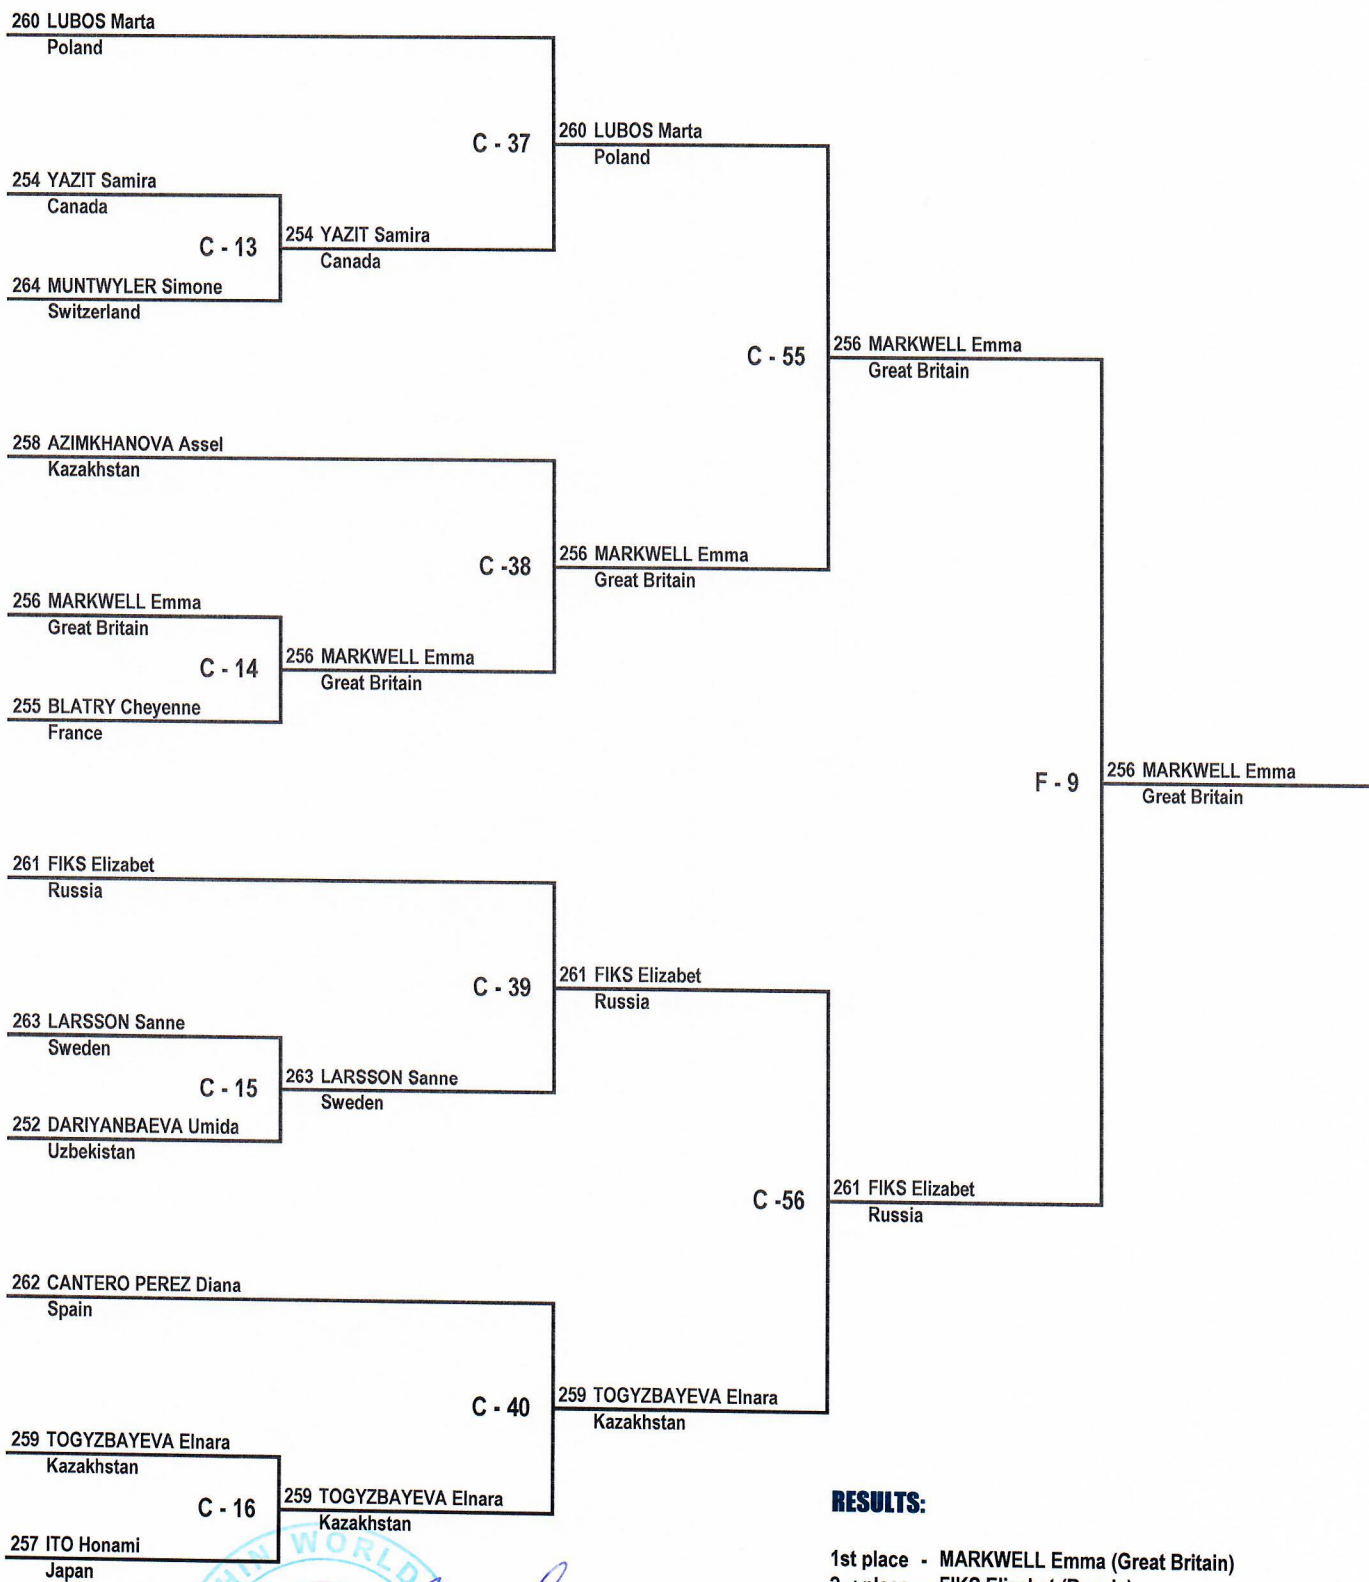 260 LUBOS Marta
Poland
C - 37
260 LUBOS Marta
Poland
254 YAZIT Samira
Canada
C - 13
254 YAZIT Samira
Canada
264 MUNTWYLER Simone
Switzerland
C - 55
256 MARKWELL Emma
Great Britain
258 AZIMKHANOVA Assel
Kazakhstan
C -38
256 MARKWELL Emma
Great Britain
256 MARKWELL Emma
Great Britain
C - 14
256 MARKWELL Emma
Great Britain
255 BLATRY Cheyenne
France
F - 9
256 MARKWELL Emma
Great Britain
261 FIKS Elizabet
Russia
C - 39
261 FIKS Elizabet
Russia
263 LARSSON Sanne
Sweden
C - 15
263 LARSSON Sanne
Sweden
252 DARIYANBAEVA Umida
Uzbekistan
C -56
261 FIKS Elizabet
Russia
262 CANTERO PEREZ Diana
Spain
C - 40
259 TOGYZBAYEVA Elnara
Kazakhstan
259 TOGYZBAYEVA Elnara
Kazakhstan
C - 16
259 TOGYZBAYEVA Elnara
Kazakhstan
257 ITO Honami
Japan
WORLD
RESULTS:
1st place - MARKWELL Emma (Great Britain)